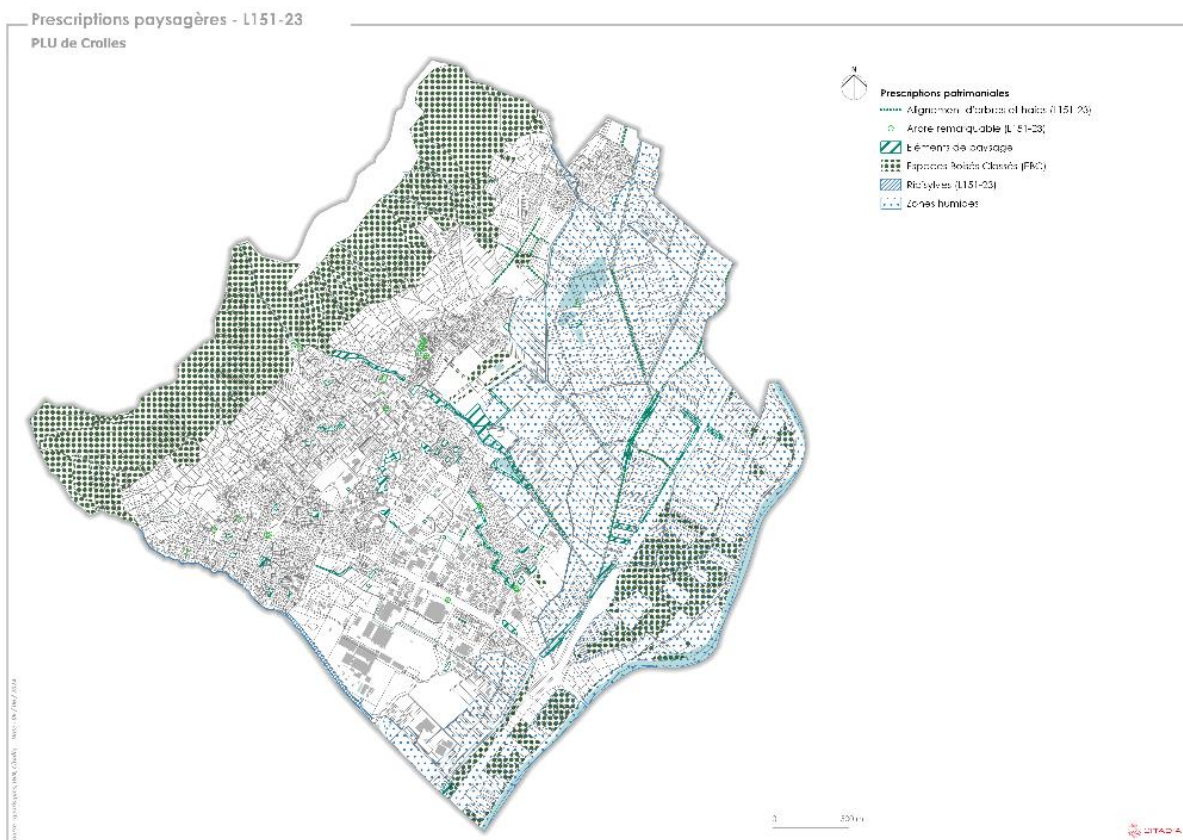 Prescriptions paysagères - L151-23
PLU de Crolles
N
Prescriptions patrimoniales
Alignement d'arbres et haies (L151-23)
Arbre remarquable (L151-23)
Eléments de paysage
Espaces Boisés Classés (EBC)
Ripisylves (L151-23)
Zones humides
0 500 m
CITADIA